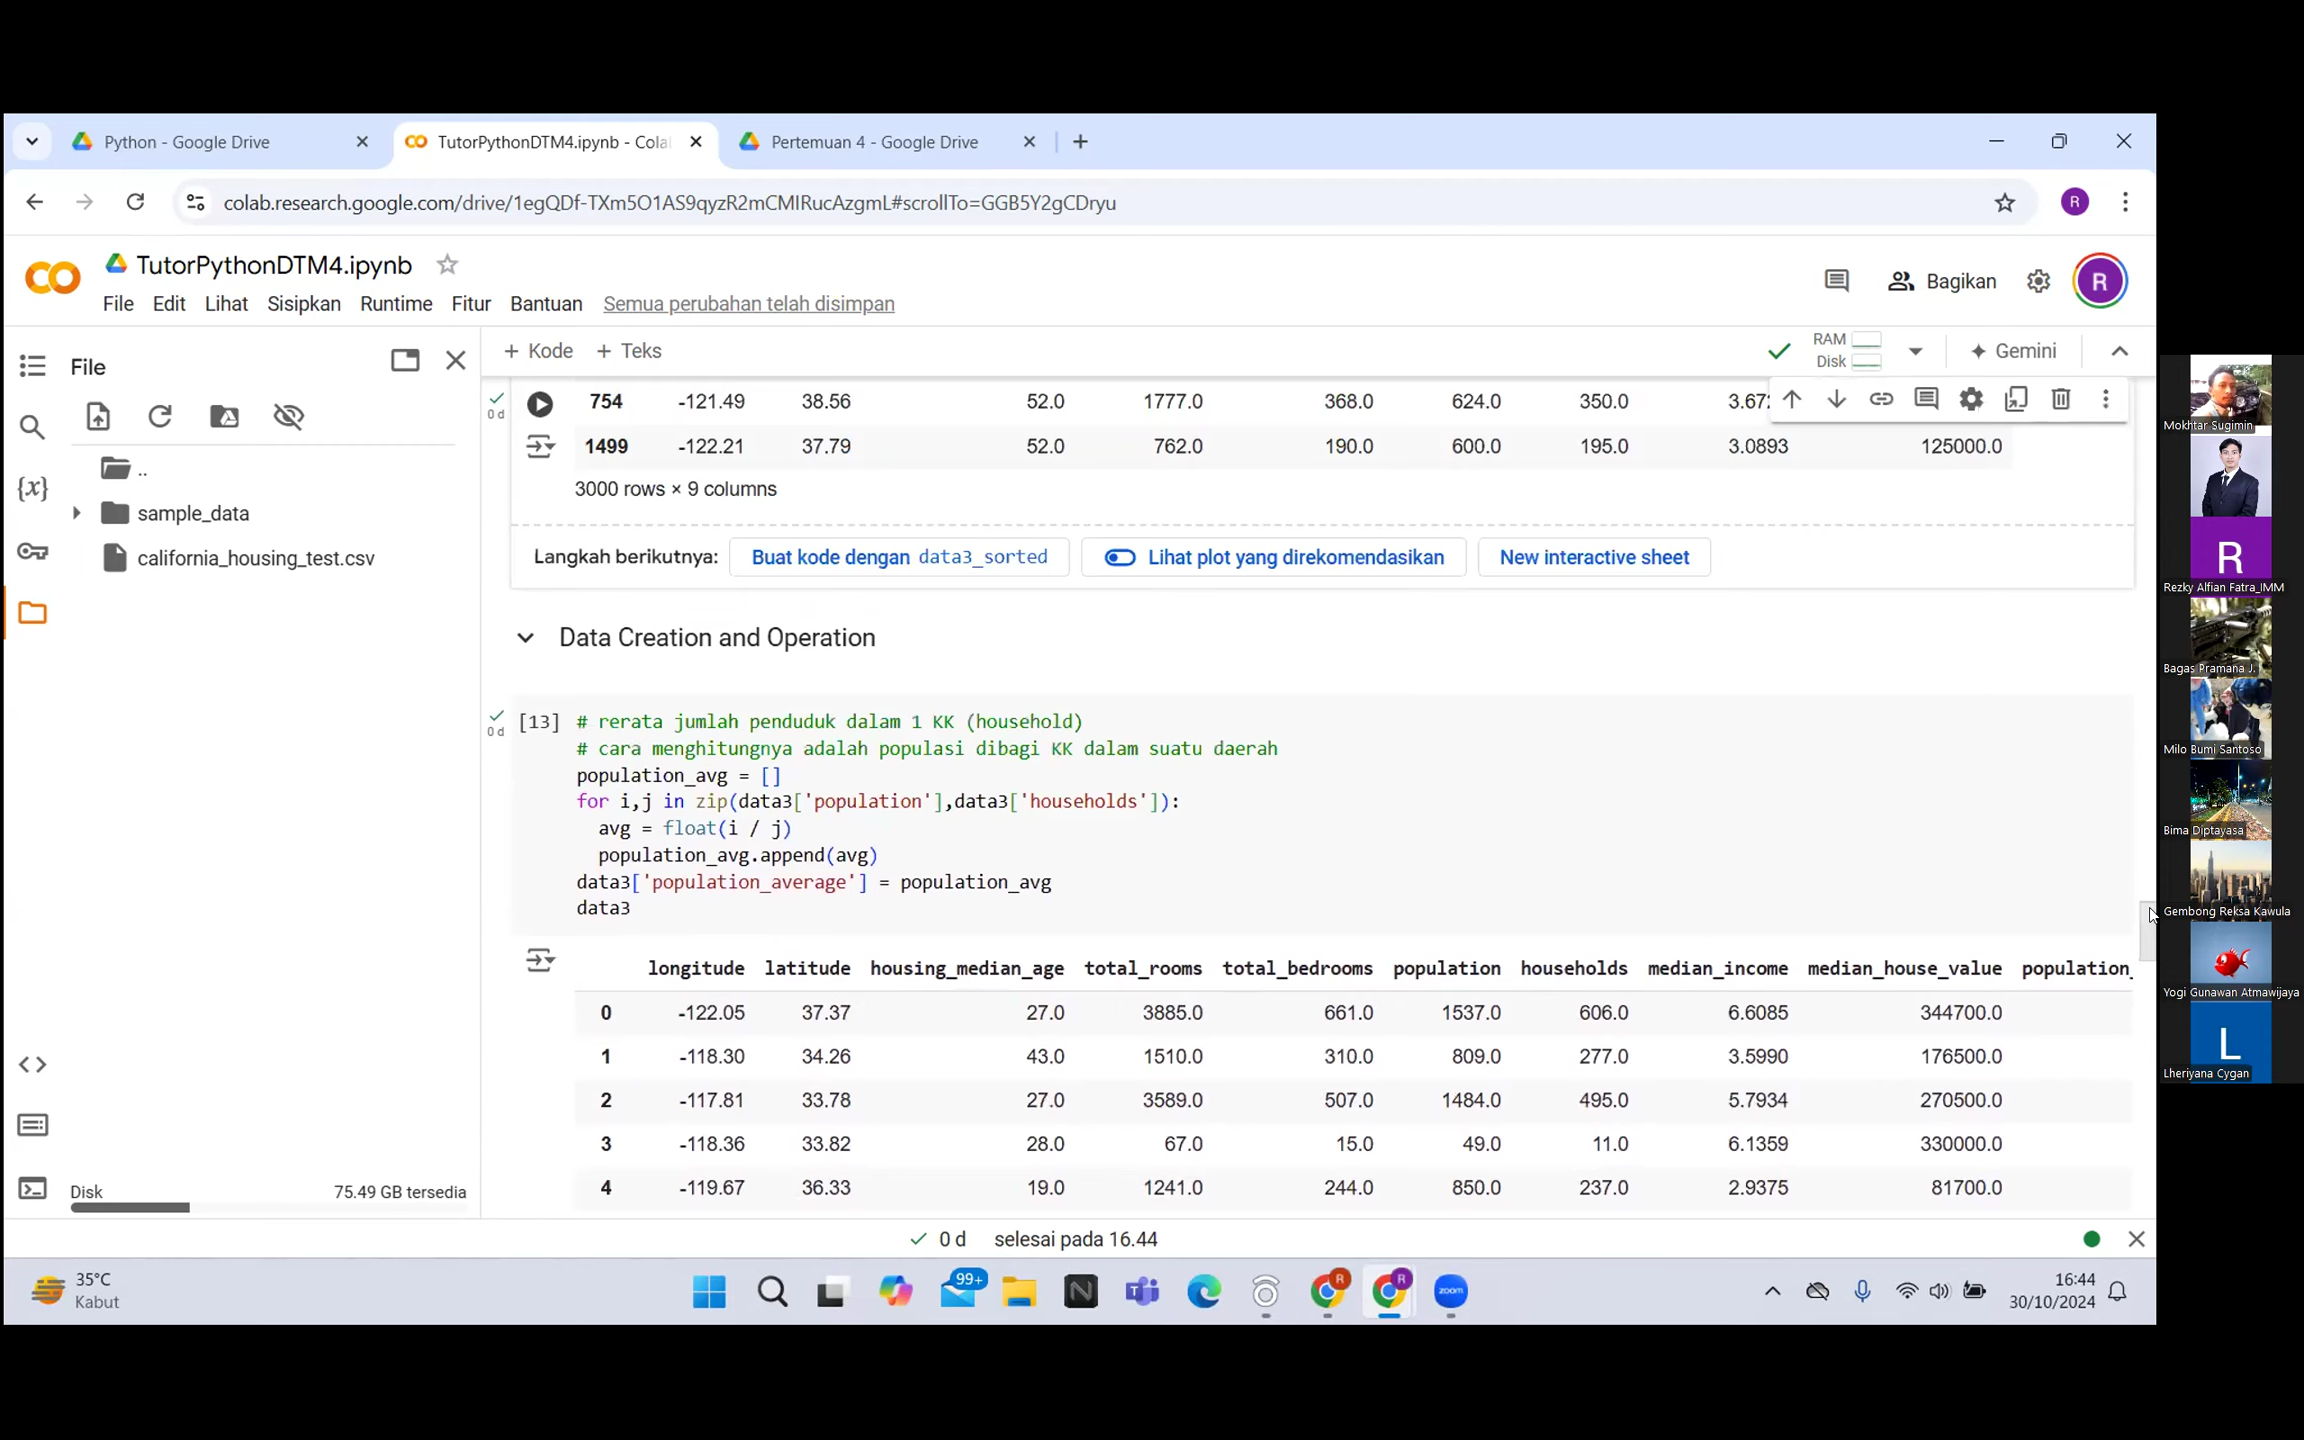 Python - Google Drive
TutorPythonDTM4.ipynb - Cola
Pertemuan 4 - Google Drive
colab.research.google.com/drive/1egQDf-TXm5O1AS9qyzR2mCMIRucAzgmL#scrollTo=GGB5Y2gCDryu
R
TutorPythonDTM4.ipynb
File Edit Lihat Sisipkan Runtime Fitur Bantuan Semua perubahan telah disimpan
Bagikan
R
File
+ Kode + Teks
RAM
Disk
Gemini
..
sample_data
california_housing_test.csv
Disk 75.49 GB tersedia
0 d
754 -121.49 38.56 52.0 1777.0 368.0 624.0 350.0 3.67
1499 -122.21 37.79 52.0 762.0 190.0 600.0 195.0 3.0893 125000.0
3000 rows × 9 columns
Langkah berikutnya: Buat kode dengan data3_sorted Lihat plot yang direkomendasikan New interactive sheet
Data Creation and Operation
0 d
[13] # rerata jumlah penduduk dalam 1 KK (household)
# cara menghitungnya adalah populasi dibagi KK dalam suatu daerah
population_avg = []
for i,j in zip(data3['population'],data3['households']):
avg = float(i / j)
population_avg.append(avg)
data3['population_average'] = population_avg
data3
longitude latitude housing_median_age total_rooms total_bedrooms population households median_income median_house_value population_
0 -122.05 37.37 27.0 3885.0 661.0 1537.0 606.0 6.6085 344700.0
1 -118.30 34.26 43.0 1510.0 310.0 809.0 277.0 3.5990 176500.0
2 -117.81 33.78 27.0 3589.0 507.0 1484.0 495.0 5.7934 270500.0
3 -118.36 33.82 28.0 67.0 15.0 49.0 11.0 6.1359 330000.0
4 -119.67 36.33 19.0 1241.0 244.0 850.0 237.0 2.9375 81700.0
0 d selesai pada 16.44
35°C
Kabut
99+
R
R
zoom
16:44
30/10/2024
Mokhtar Sugimin
R
Rezky Alfian Fatra_IMM
Bagas Pramana J.
Milo Bumi Santoso
Bima Diptayasa
Gembong Reksa Kawula
Yogi Gunawan Atmawijaya
L
Lheriyana Cygan